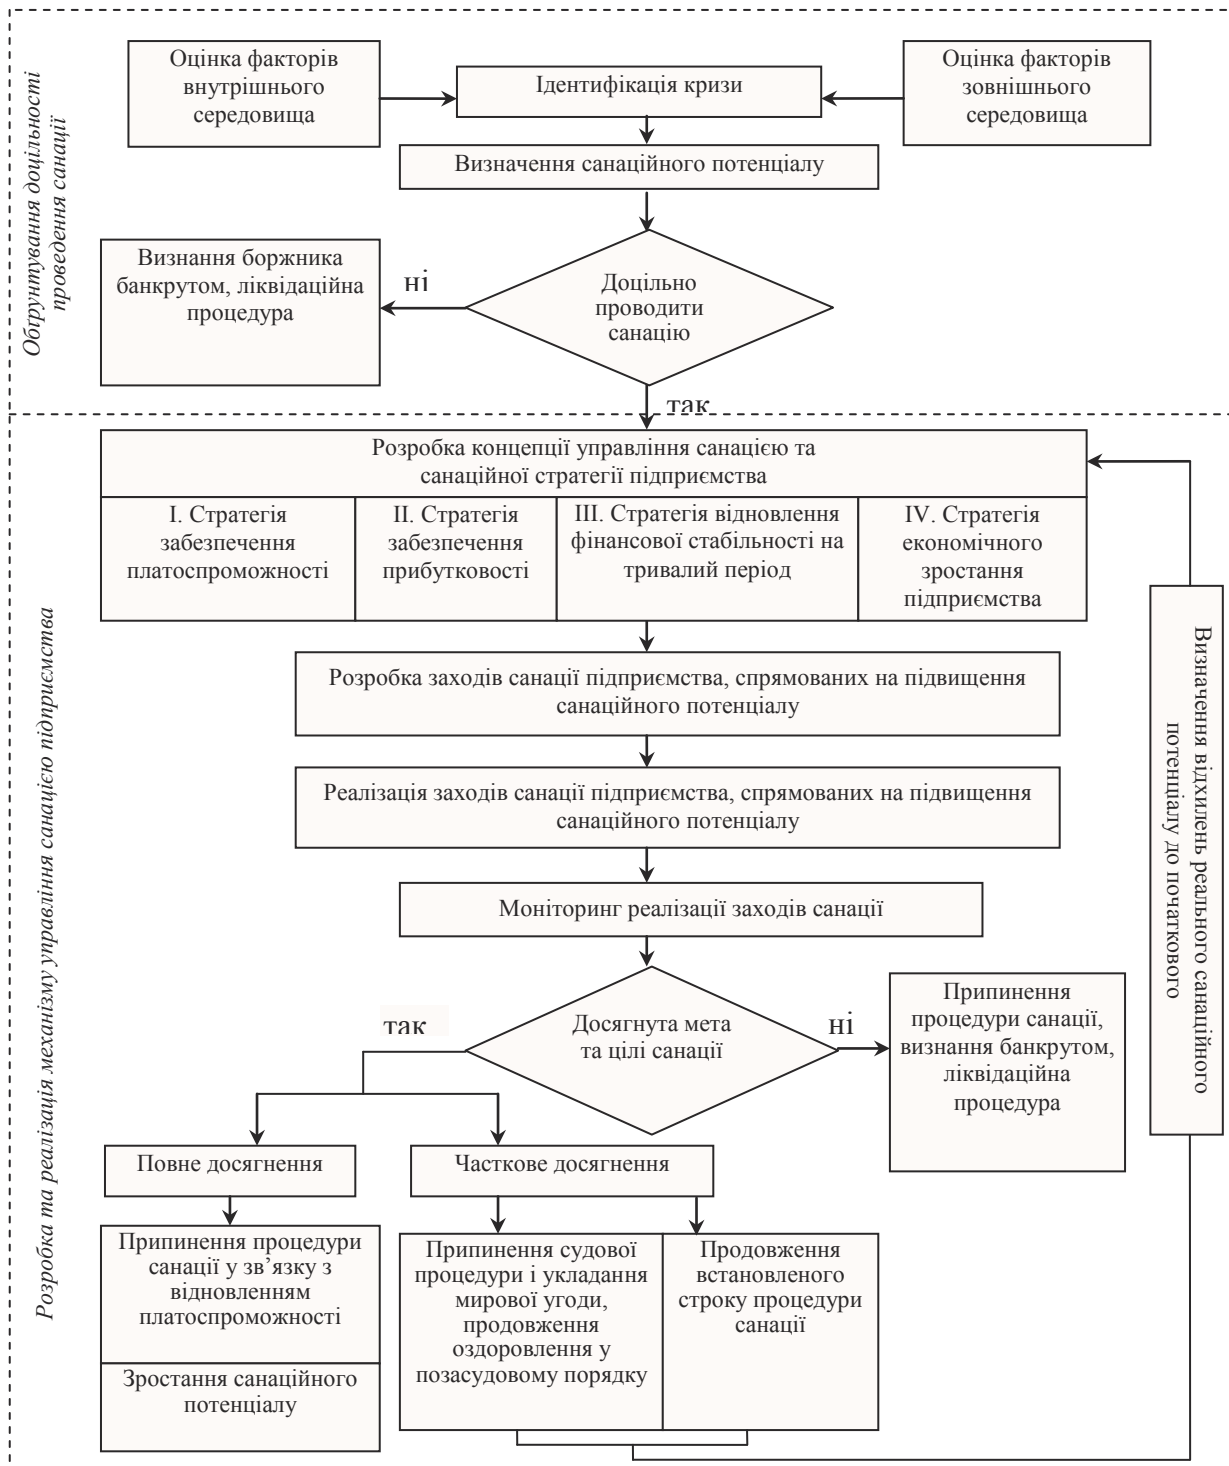 Обґрунтування доцільності
проведення санації
Оцінка факторів
внутрішнього
середовища
Ідентифікація кризи
Оцінка факторів
зовнішнього
середовища
Визначення санаційного потенціалу
Визнання боржника
банкрутом, ліквідаційна
процедура
ні
Доцільно
проводити
санацію
так
Розробка та реалізація механізму управління санацією підприємства
Розробка концепції управління санацією та
санаційної стратегії підприємства
I. Стратегія
забезпечення
платоспроможності
II. Стратегія
забезпечення
прибутковості
III. Стратегія відновлення
фінансової стабільності на
тривалий період
IV. Стратегія
економічного
зростання
підприємства
Визначення відхилень реального санаційного
потенціалу до початкового
Розробка заходів санації підприємства, спрямованих на підвищення
санаційного потенціалу
Реалізація заходів санації підприємства, спрямованих на підвищення
санаційного потенціалу
Моніторинг реалізації заходів санації
так
Досягнута мета
та цілі санації
ні
Припинення
процедури санації,
визнання банкрутом,
ліквідаційна
процедура
Повне досягнення
Часткове досягнення
Припинення процедури
санації у зв’язку з
відновленням
платоспроможності
Зростання санаційного
потенціалу
Припинення судової
процедури і укладання
мирової угоди,
продовження
оздоровлення у
позасудовому порядку
Продовження
встановленого
строку процедури
санації